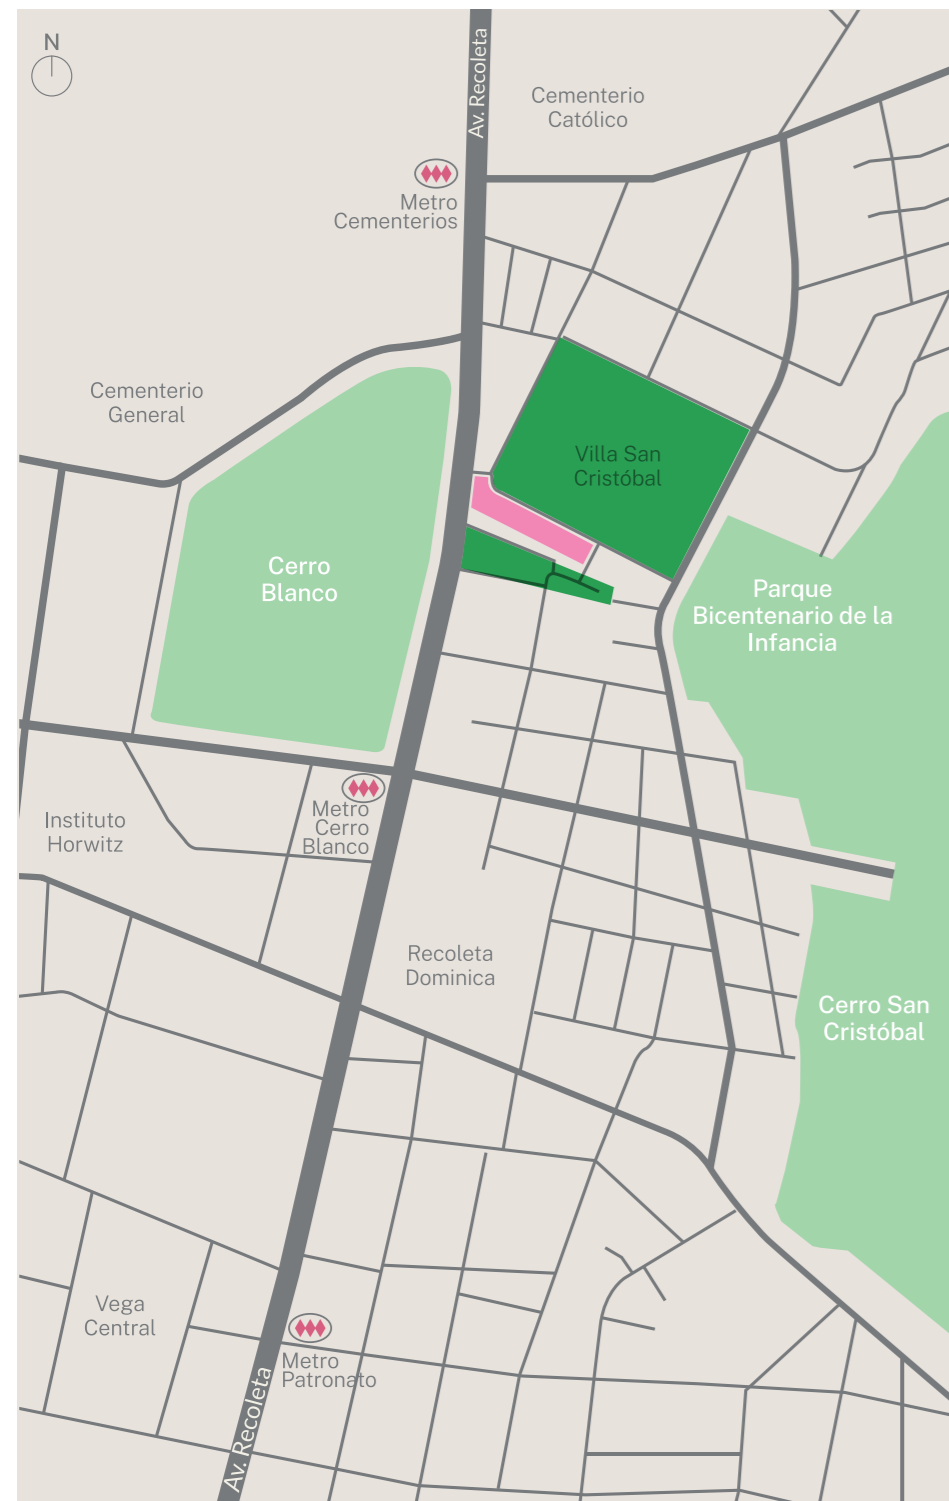 N
Av. Recoleta
Cementerio
Católico
Metro
Cementerios
Cementerio
General
Villa San
Cristóbal
Cerro
Blanco
Parque
Bicentenario de la
Infancia
Metro
Cerro
Blanco
Instituto
Horwitz
Recoleta
Dominica
Cerro San
Cristóbal
Vega
Central
Metro
Patronato
Av. Recoleta